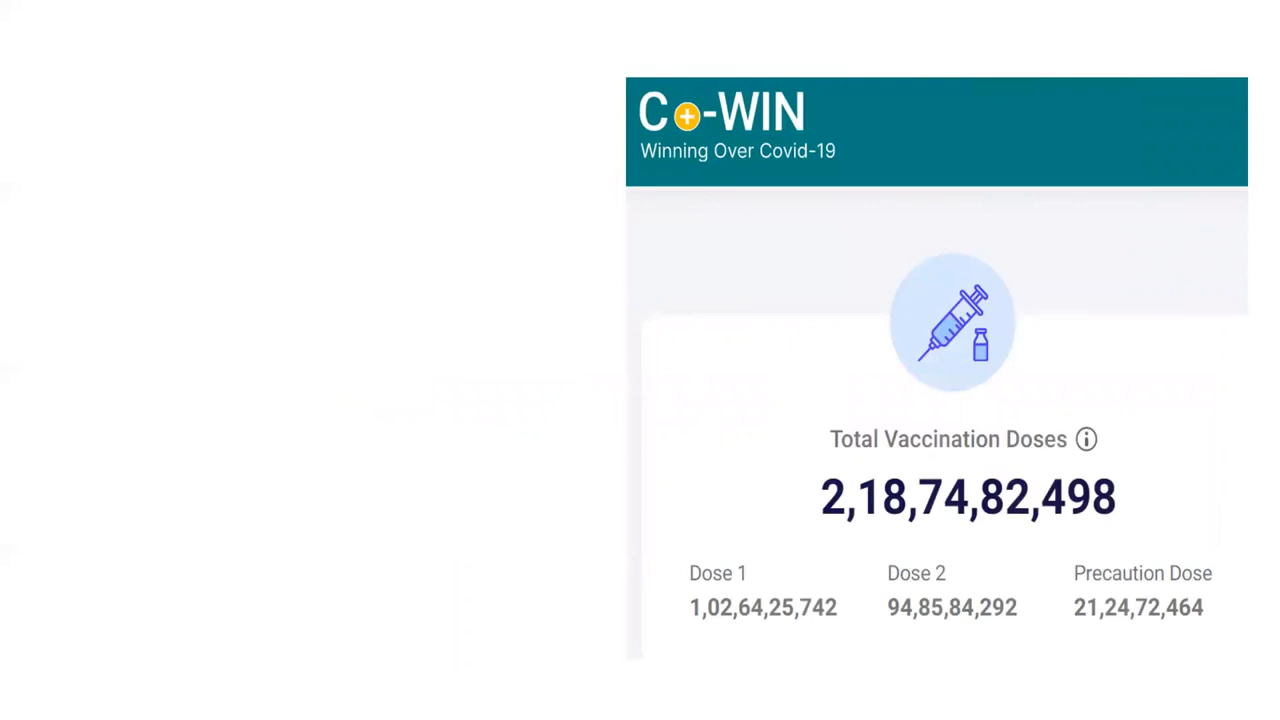 Co-WIN
Winning Over Covid-19
Total Vaccination Doses
2,18,74,82,498
Dose 1 Dose 2 Precaution Dose
1,02,64,25,742 94,85,84,292 21,24,72,464